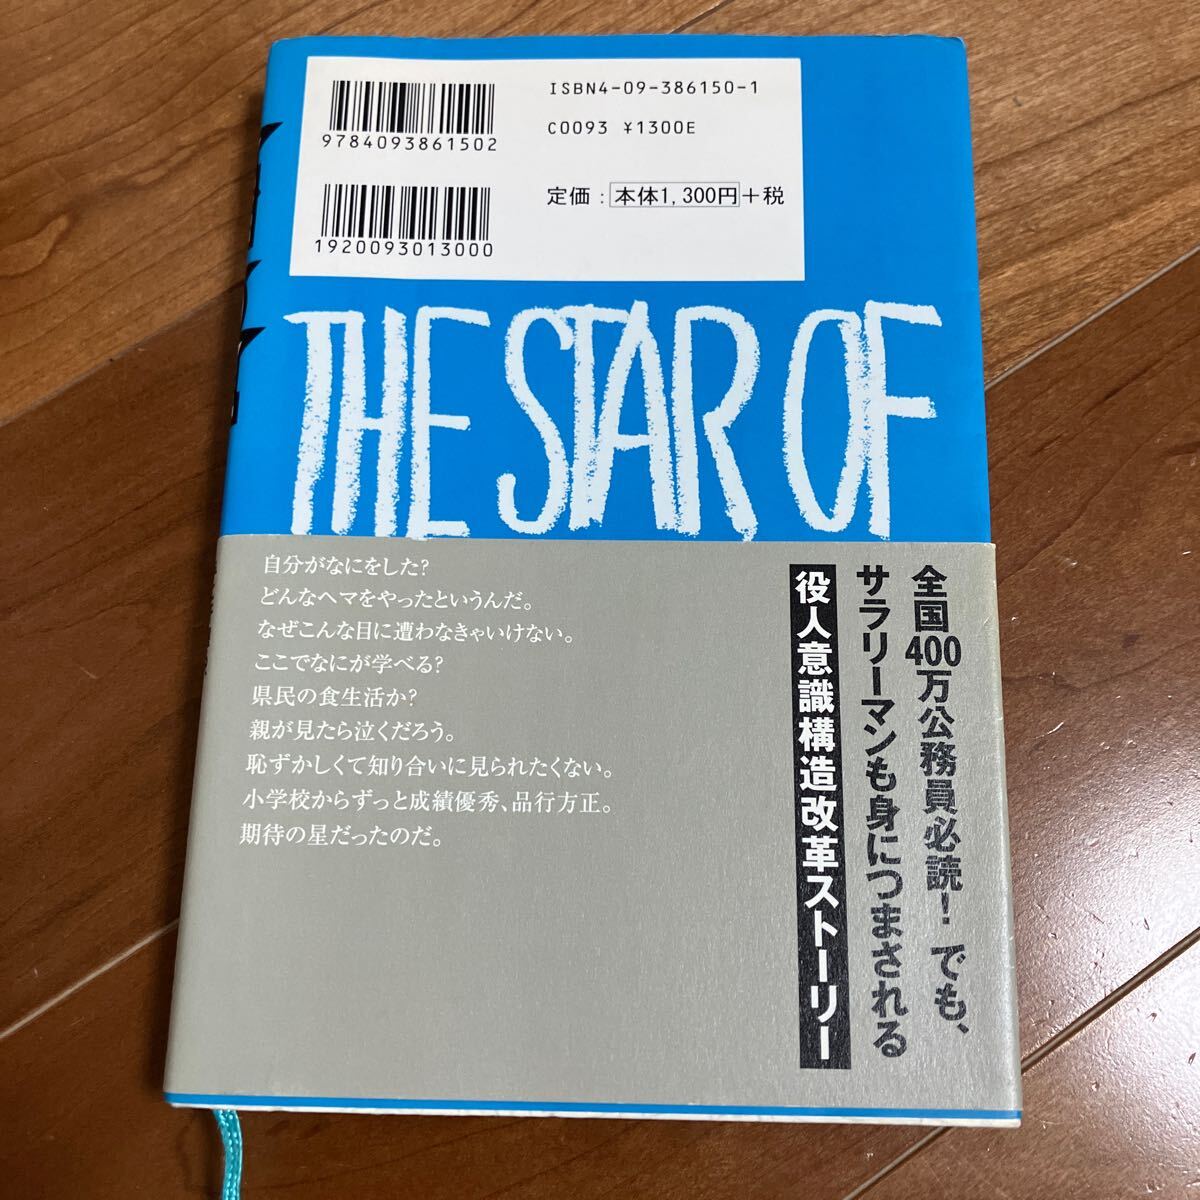 9784093861502
1920093013000
ISBN4-09-386150-1
C0093 ¥1300E
定価：本体1,300円+税
THE STAR OF
全国400万公務員必読！でも、
サラリーマンも身につまされる
役人意識構造改革ストーリー
自分がなにをした？
どんなヘマをやったというんだ。
なぜこんな目に遭わなきゃいけない。
ここでなにが学べる？
県民の食生活か？
親が見たら泣くだろう。
恥ずかしくて知り合いに見られたくない。
小学校からずっと成績優秀、品行方正。
期待の星だったのだ。